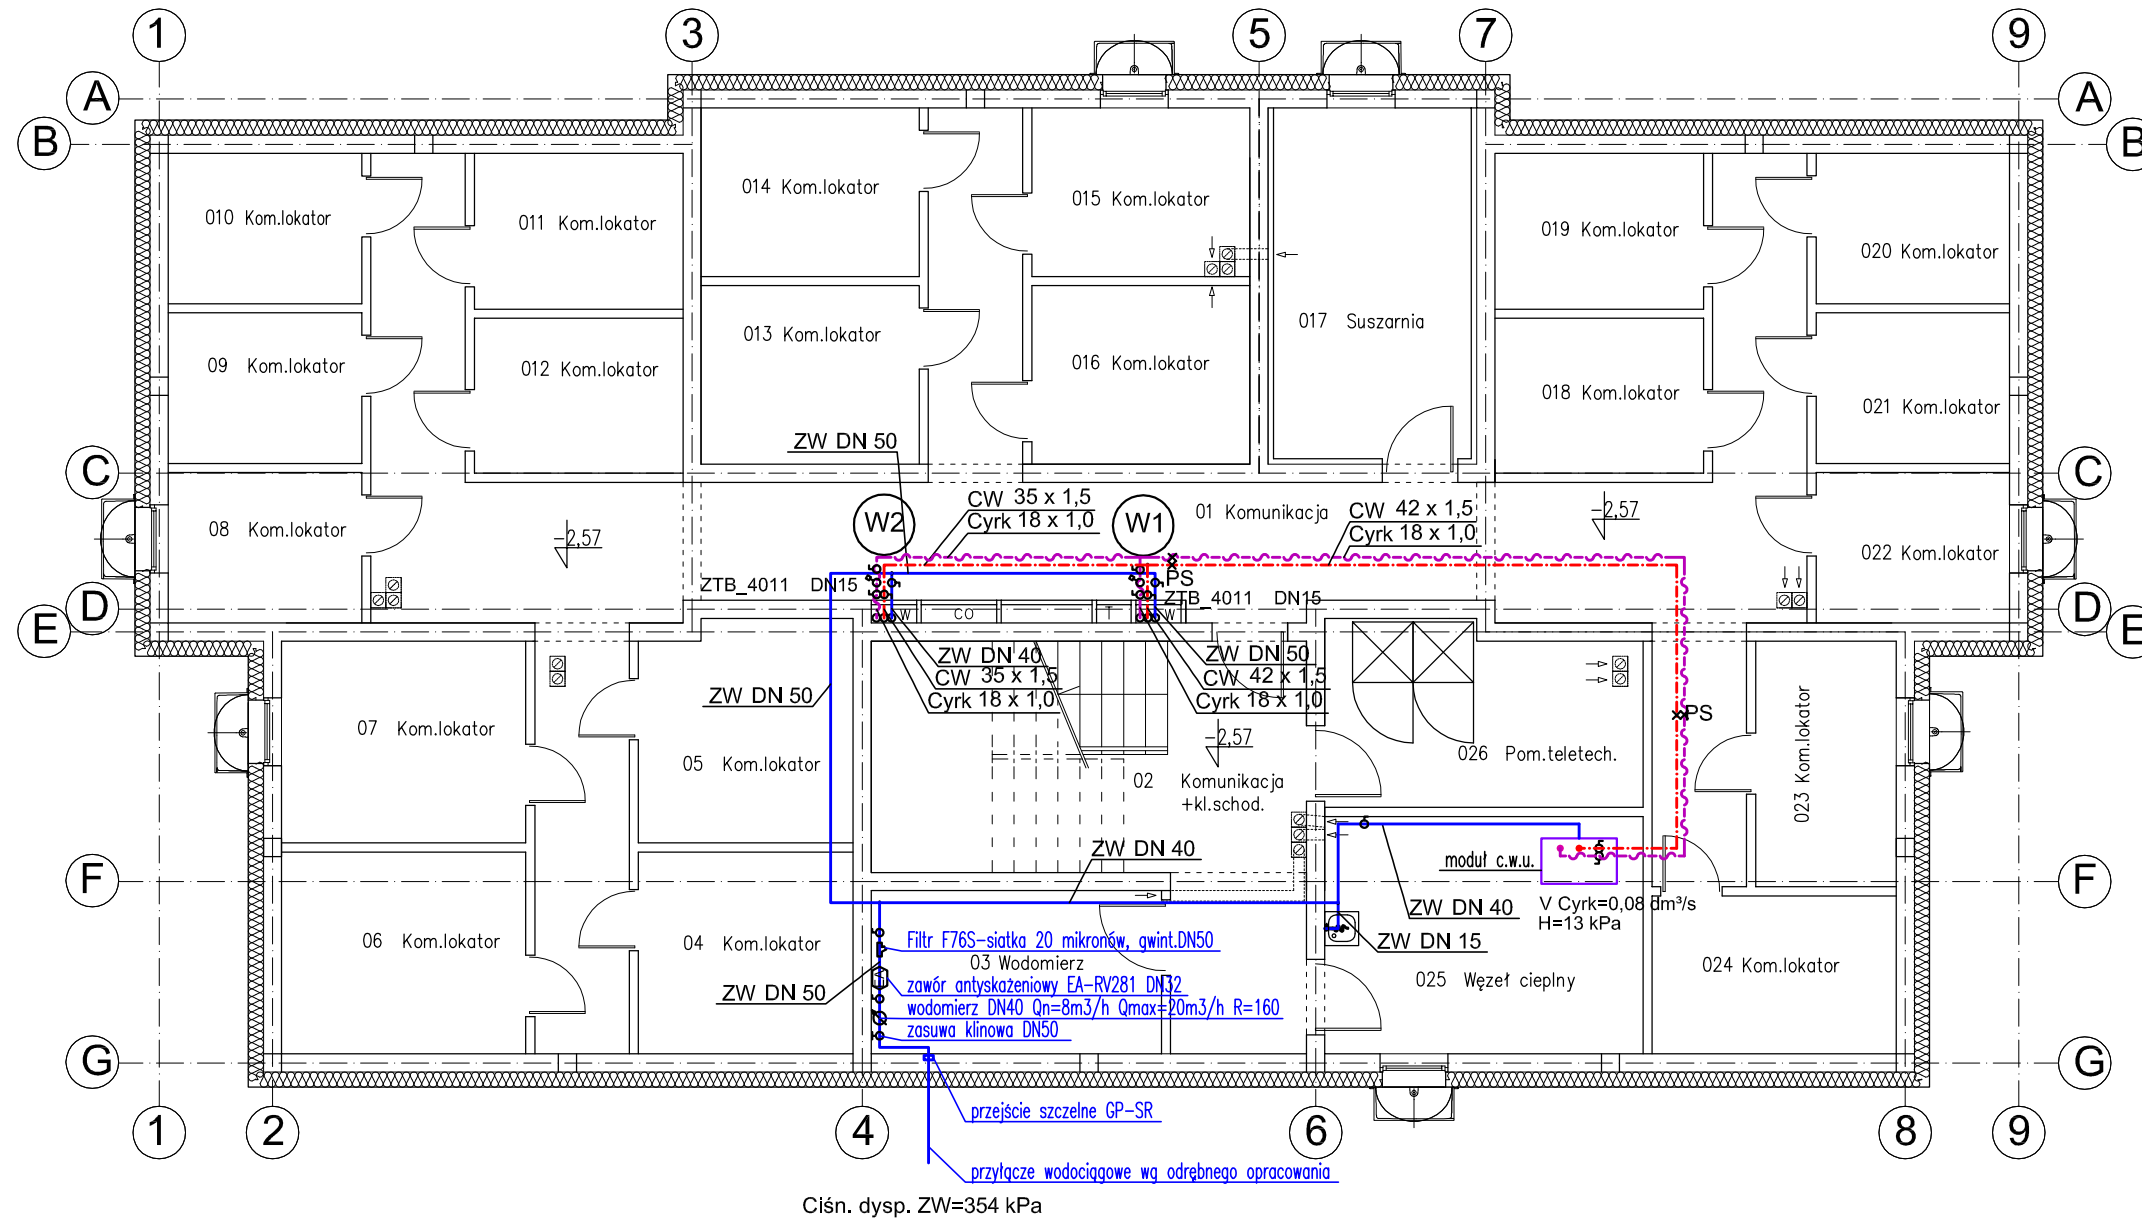 1
3
5
7
9
A
A
B
B
014 Kom.lokator
015 Kom.lokator
010 Kom.lokator
011 Kom.lokator
019 Kom.lokator
020 Kom.lokator
013 Kom.lokator
017 Suszarnia
016 Kom.lokator
09 Kom.lokator
012 Kom.lokator
018 Kom.lokator
021 Kom.lokator
ZW DN 50
C
C
CW 35 x 1,5
Cyrk 18 x 1,0
W2
W1
01 Komunikacja
CW 42 x 1,5
Cyrk 18 x 1,0
-2,57
-2,57
08 Kom.lokator
022 Kom.lokator
ZTB_4011 DN15
PS
ZTB_4011 DN15
D
D
E
E
W
CO
T
W
ZW DN 40
CW 35 x 1,5
Cyrk 18 x 1,0
ZW DN 50
CW 42 x 1,5
Cyrk 18 x 1,0
ZW DN 50
PS
07 Kom.lokator
-2,57
05 Kom.lokator
026 Pom.teletech.
02 Komunikacja
+kl.schod.
023 Kom.lokator
ZW DN 40
moduł c.w.u.
F
F
ZW DN 40
V Cyrk=0,08 dm³/s
H=13 kPa
06 Kom.lokator
04 Kom.lokator
Filtr F76S-siatka 20 mikronów, gwint.DN50
ZW DN 15
03 Wodomierz
024 Kom.lokator
025 Węzeł cieplny
zawór antyskażeniowy EA-RV281 DN32
ZW DN 50
wodomierz DN40 Qn=8m3/h Qmax=20m3/h R=160
zasuwa klinowa DN50
G
G
przejście szczelne GP-SR
1
2
4
6
8
9
przyłącze wodociągowe wg odrębnego opracowania
Ciśn. dysp. ZW=354 kPa